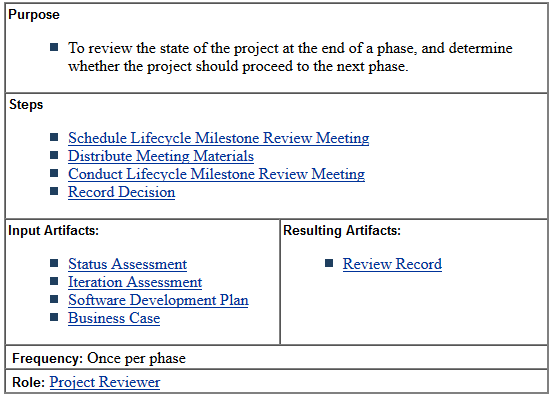 Purpose
To review the state of the project at the end of a phase, and determine
whether the project should proceed to the next phase.
Steps
Schedule Lifecycle Milestone Review Meeting
Distribute Meeting Materials
Conduct Lifecycle Milestone Review Meeting
Record Decision
Input Artifacts:
Status Assessment
Iteration Assessment
Software Development Plan
Business Case
Resulting Artifacts:
Review Record
Frequency: Once per phase
Role: Project Reviewer